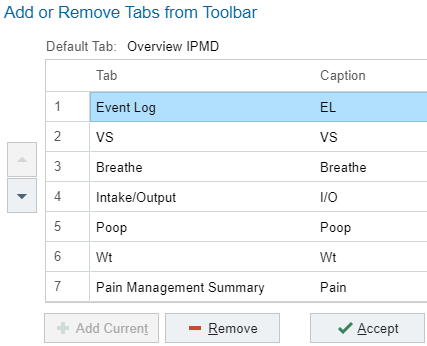 Add or Remove Tabs from Toolbar
Default Tab: Overview IPMD
Tab Caption
1 Event Log EL
2 VS VS
3 Breathe Breathe
4 Intake/Output I/O
5 Poop Poop
6 Wt Wt
7 Pain Management Summary Pain
Add Current Remove Accept